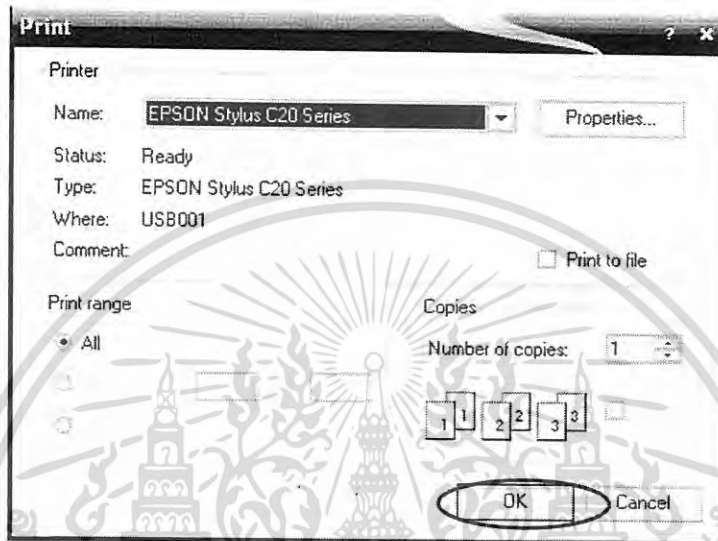 Print
Printer
Name: EPSON Stylus C20 Series Properties...
Status: Ready
Type: EPSON Stylus C20 Series
Where: USB001
Comment: Print to file
Print range Copies
All Number of copies: 1
1 1 2 2 3 3
OK Cancel